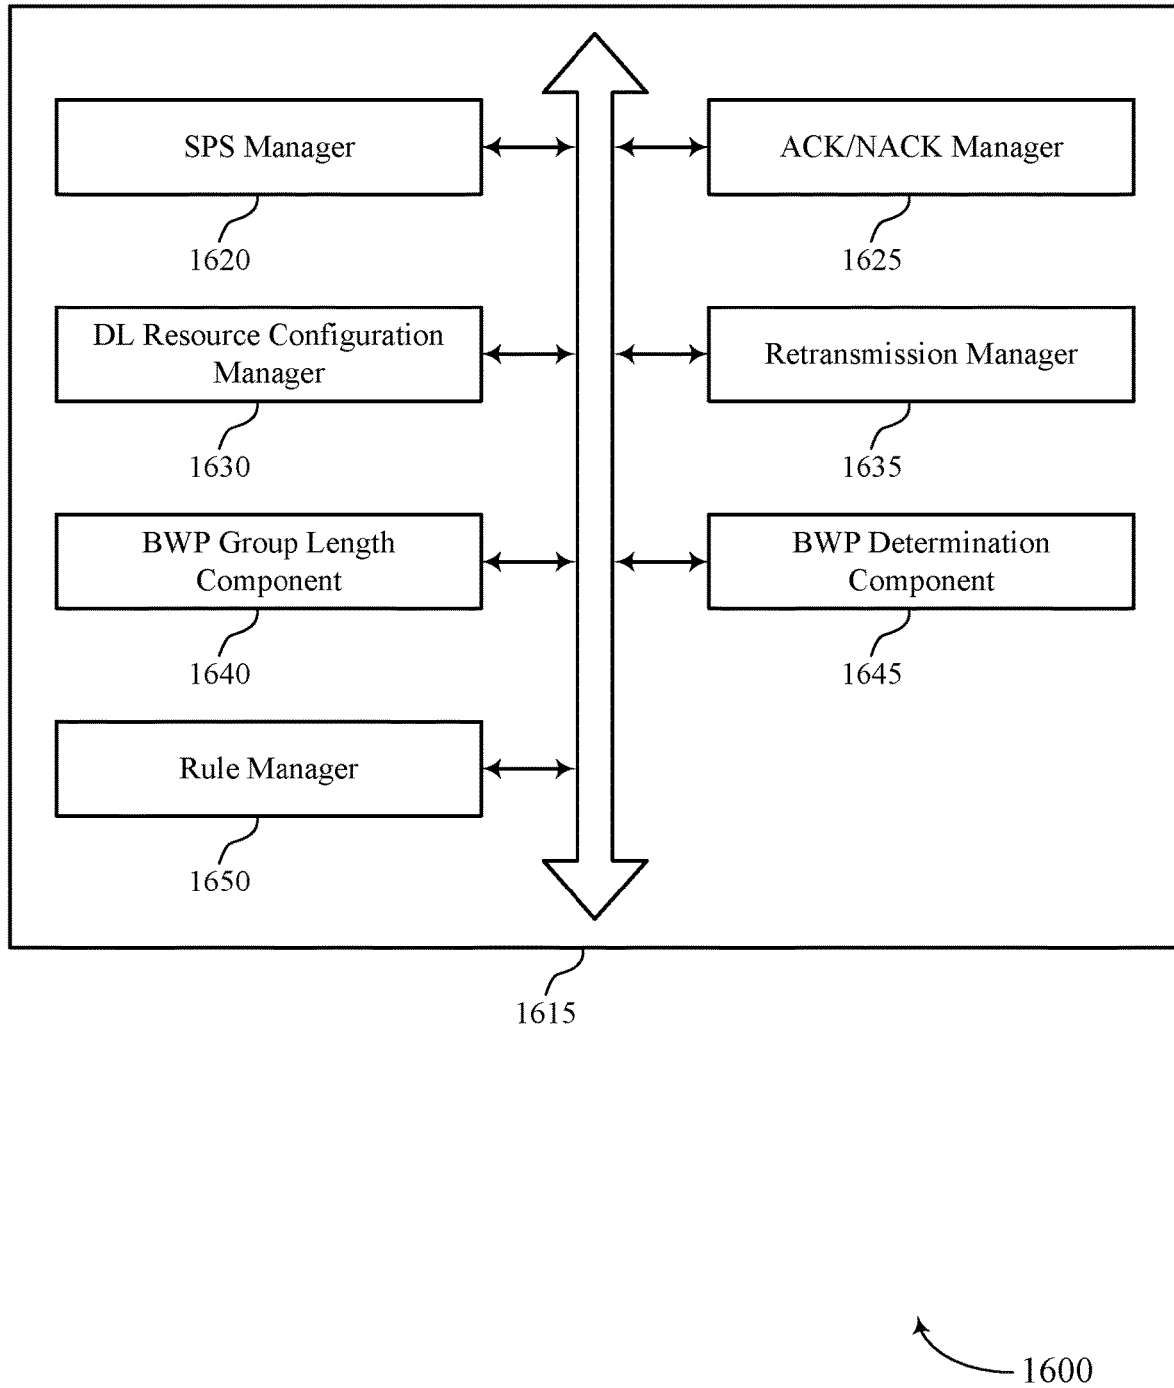 SPS Manager
1620
ACK/NACK Manager
1625
DL Resource Configuration
Manager
1630
Retransmission Manager
1635
BWP Group Length
Component
1640
BWP Determination
Component
1645
Rule Manager
1650
1615
1600